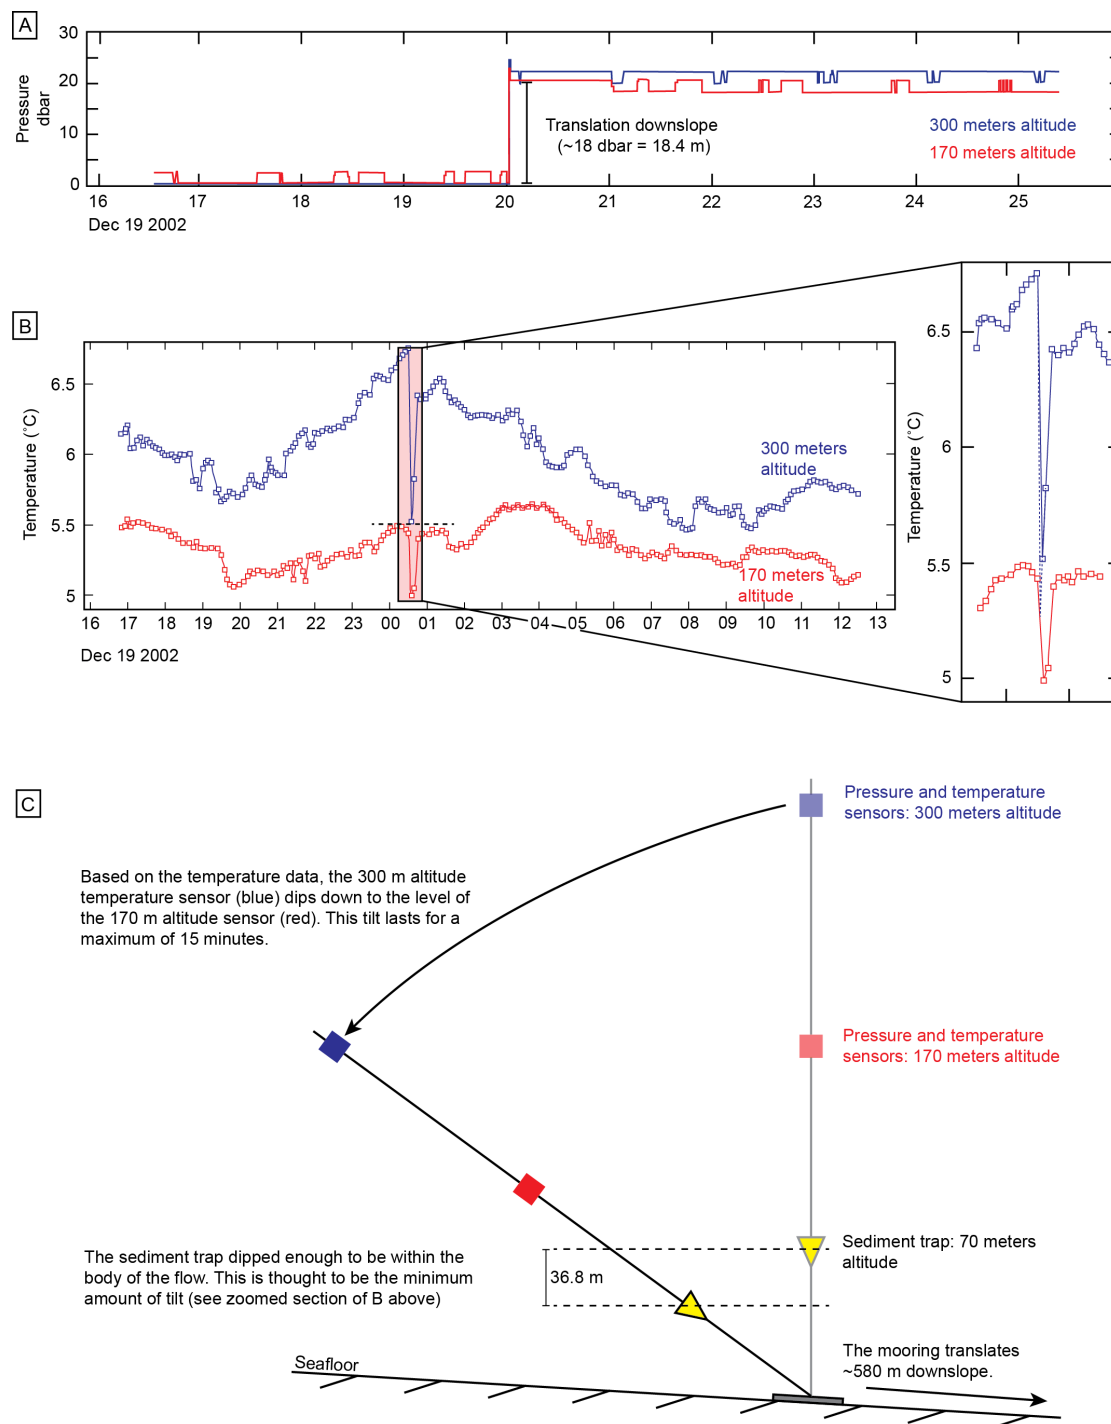 A
30
20
10
0
Pressure
dbar
Translation downslope
(~18 dbar = 18.4 m)
300 meters altitude
170 meters altitude
16 17 18 19 20 21 22 23 24 25
Dec 19 2002
B
6.5
6
5.5
5
Temperature (˚C)
300 meters
altitude
170 meters
altitude
16 17 18 19 20 21 22 23 00 01 02 03 04 05 06 07 08 09 10 11 12 13
Dec 19 2002
6.5
6
5.5
5
Temperature (˚C)
C
Pressure and temperature
sensors: 300 meters altitude
Based on the temperature data, the 300 m altitude
temperature sensor (blue) dips down to the level of
the 170 m altitude sensor (red). This tilt lasts for a
maximum of 15 minutes.
Pressure and temperature
sensors: 170 meters altitude
The sediment trap dipped enough to be within the
body of the flow. This is thought to be the minimum
amount of tilt (see zoomed section of B above)
36.8 m
Sediment trap: 70 meters
altitude
Seafloor
The mooring translates
~580 m downslope.